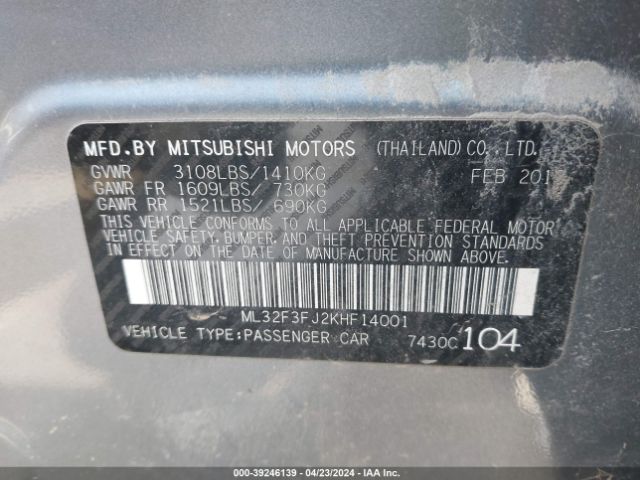 MFD.BY MITSUBISHI MOTORS (THAILAND)CO.,LTD.
GVWR 3108LBS/1410KG FEB 201
GAWR FR 1609LBS/ 730KG
GAWR RR 1521LBS/ 690KG
THIS VEHICLE CONFORMS TO ALL APPLICABLE FEDERAL MOTOR
VEHICLE SAFETY, BUMPER, AND THEFT PREVENTION STANDARDS
IN EFFECT ON THE DATE OF MANUFACTURE SHOWN ABOVE.
ML32F3FJ2KHF14001
VEHICLE TYPE:PASSENGER CAR 7430C 104
000-39246139 - 04/23/2024 - IAA Inc.